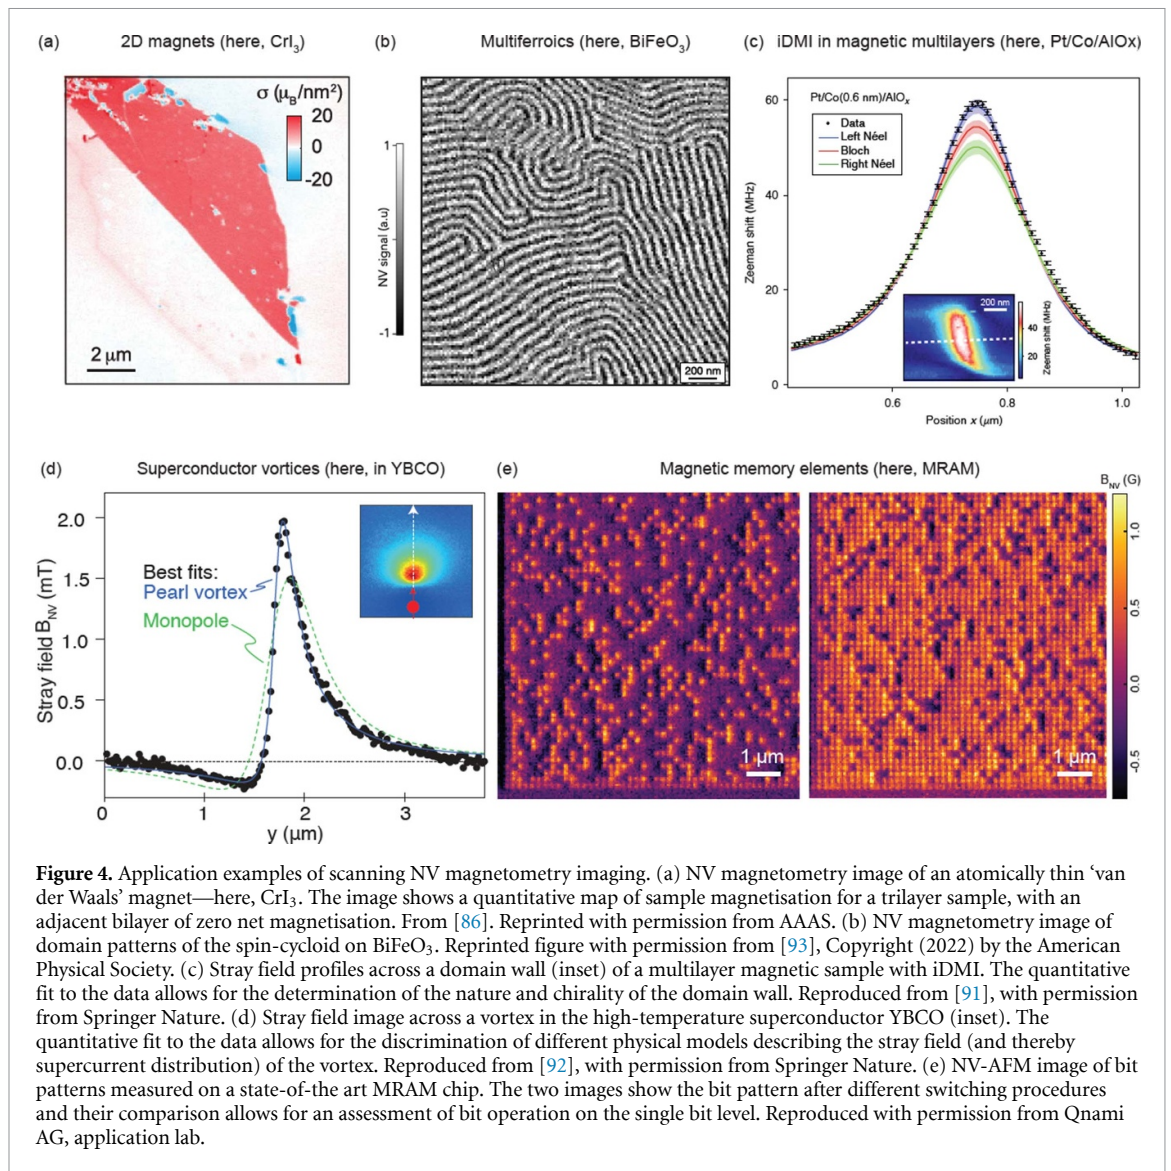 (a)
2D magnets (here, CrI₃)
σ (μB/nm²)
20
0
-20
2 μm
(b)
Multiferroics (here, BiFeO₃)
1
NV signal (a.u)
-1
200 nm
(c)
iDMI in magnetic multilayers (here, Pt/Co/AlOx)
Pt/Co(0.6 nm)/AlOₓ
Data
Left Néel
Bloch
Right Néel
60
40
20
0
Zeeman shift (MHz)
200 nm
40
20
Zeeman shift (MHz)
0.6
0.8
1.0
Position x (μm)
(d)
Superconductor vortices (here, in YBCO)
2.0
1.5
1.0
0.5
0.0
Stray field B_NV (mT)
Best fits:
Pearl vortex
Monopole
0
1
2
3
y (μm)
(e)
Magnetic memory elements (here, MRAM)
B_NV (G)
1.0
0.5
0.0
-0.5
1 μm
1 μm
Figure 4. Application examples of scanning NV magnetometry imaging. (a) NV magnetometry image of an atomically thin ‘van
der Waals’ magnet—here, CrI₃. The image shows a quantitative map of sample magnetisation for a trilayer sample, with an
adjacent bilayer of zero net magnetisation. From [86]. Reprinted with permission from AAAS. (b) NV magnetometry image of
domain patterns of the spin-cycloid on BiFeO₃. Reprinted figure with permission from [93], Copyright (2022) by the American
Physical Society. (c) Stray field profiles across a domain wall (inset) of a multilayer magnetic sample with iDMI. The quantitative
fit to the data allows for the determination of the nature and chirality of the domain wall. Reproduced from [91], with permission
from Springer Nature. (d) Stray field image across a vortex in the high-temperature superconductor YBCO (inset). The
quantitative fit to the data allows for the discrimination of different physical models describing the stray field (and thereby
supercurrent distribution) of the vortex. Reproduced from [92], with permission from Springer Nature. (e) NV-AFM image of bit
patterns measured on a state-of-the art MRAM chip. The two images show the bit pattern after different switching procedures
and their comparison allows for an assessment of bit operation on the single bit level. Reproduced with permission from Qnami
AG, application lab.